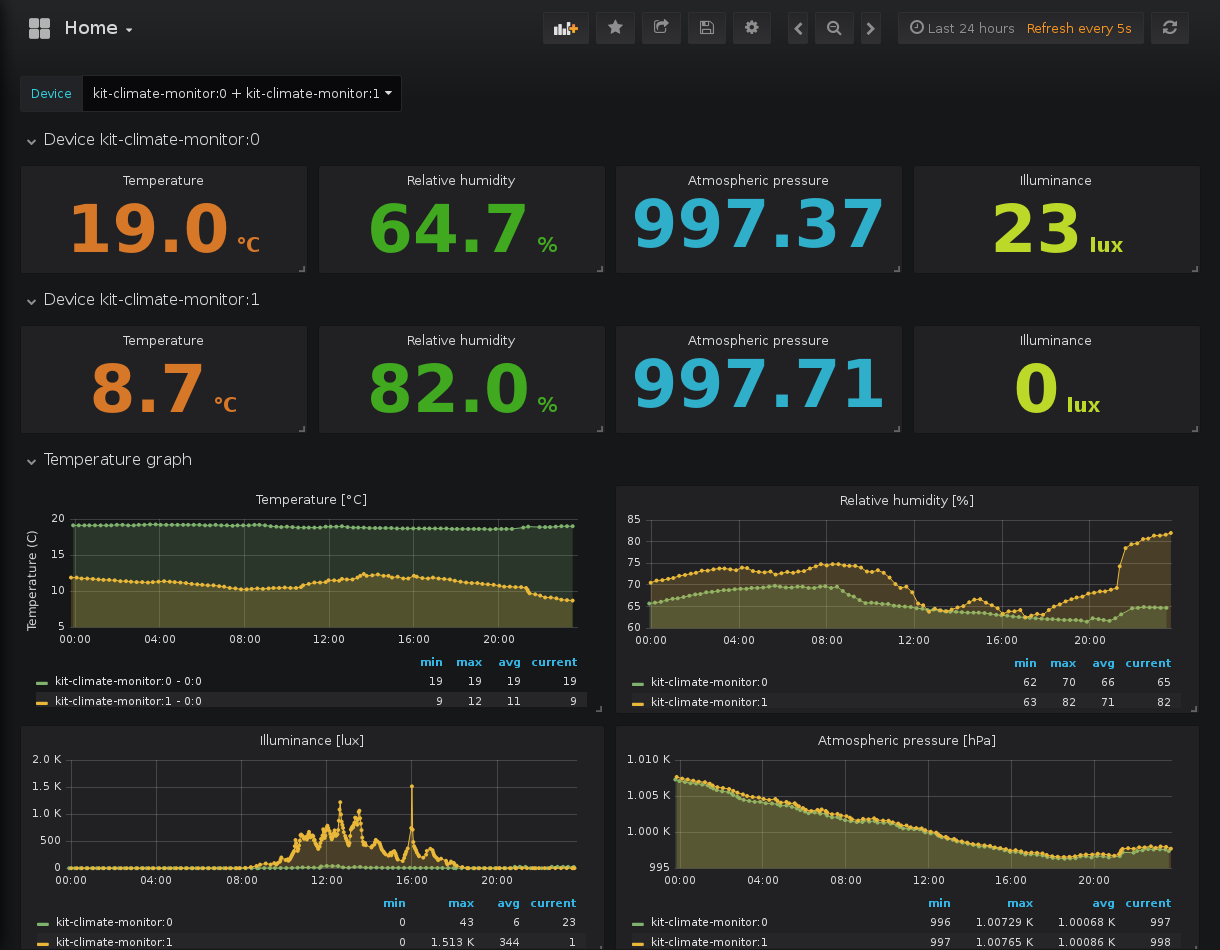 Home
Last 24 hours Refresh every 5s
Device kit-climate-monitor:0 + kit-climate-monitor:1
Device kit-climate-monitor:0
Temperature Relative humidity Atmospheric pressure Illuminance
19.0 °C 64.7 % 997.37 23 lux
Device kit-climate-monitor:1
Temperature Relative humidity Atmospheric pressure Illuminance
8.7 °C 82.0 % 997.71 0 lux
Temperature graph
Temperature [°C]
Temperature (C)
20
15
10
5
00:00 04:00 08:00 12:00 16:00 20:00
min max avg current
kit-climate-monitor:0 - 0:0 19 19 19 19
kit-climate-monitor:1 - 0:0 9 12 11 9
Relative humidity [%]
85
80
75
70
65
60
00:00 04:00 08:00 12:00 16:00 20:00
min max avg current
kit-climate-monitor:0 62 70 66 65
kit-climate-monitor:1 63 82 71 82
Illuminance [lux]
2.0 K
1.5 K
1.0 K
500
0
00:00 04:00 08:00 12:00 16:00 20:00
min max avg current
kit-climate-monitor:0 0 43 6 23
kit-climate-monitor:1 0 1.513 K 344 1
Atmospheric pressure [hPa]
1.010 K
1.005 K
1.000 K
995
00:00 04:00 08:00 12:00 16:00 20:00
min max avg current
kit-climate-monitor:0 996 1.00729 K 1.00068 K 997
kit-climate-monitor:1 997 1.00765 K 1.00086 K 998